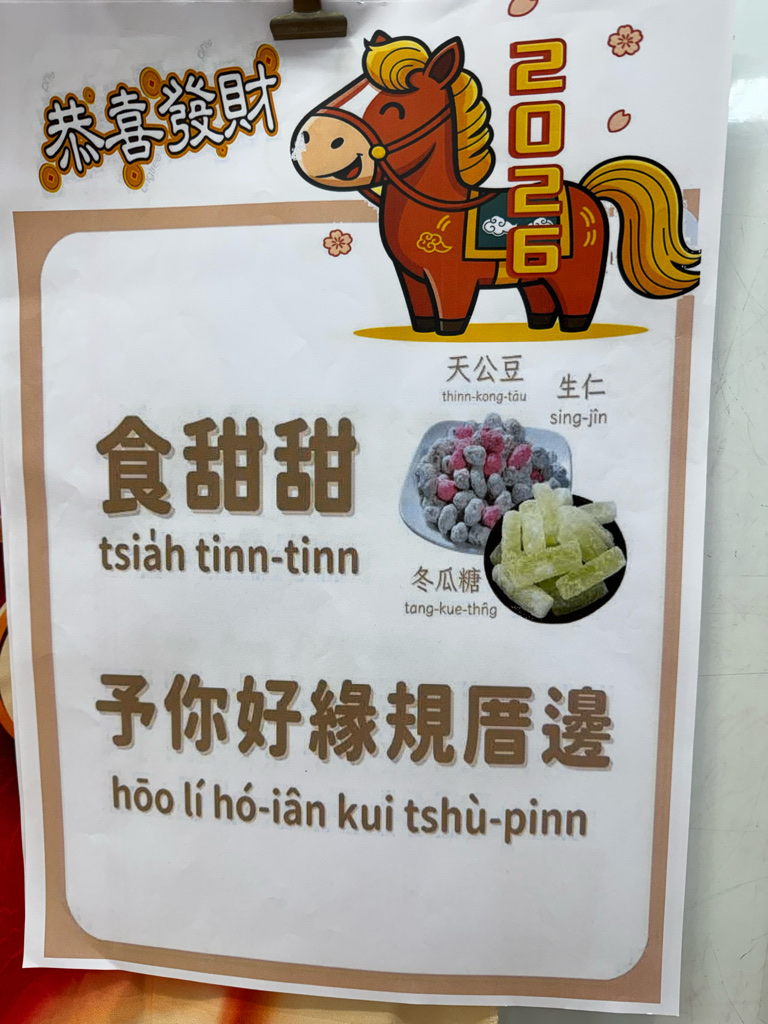 恭喜發財
2026
天公豆
thinn-kong-tāu
生仁
sing-jîn
食甜甜
tsia̍h tinn-tinn
冬瓜糖
tang-kue-thn̂g
予你好緣規厝邊
hōo lí hó-iân kui tshù-pinn